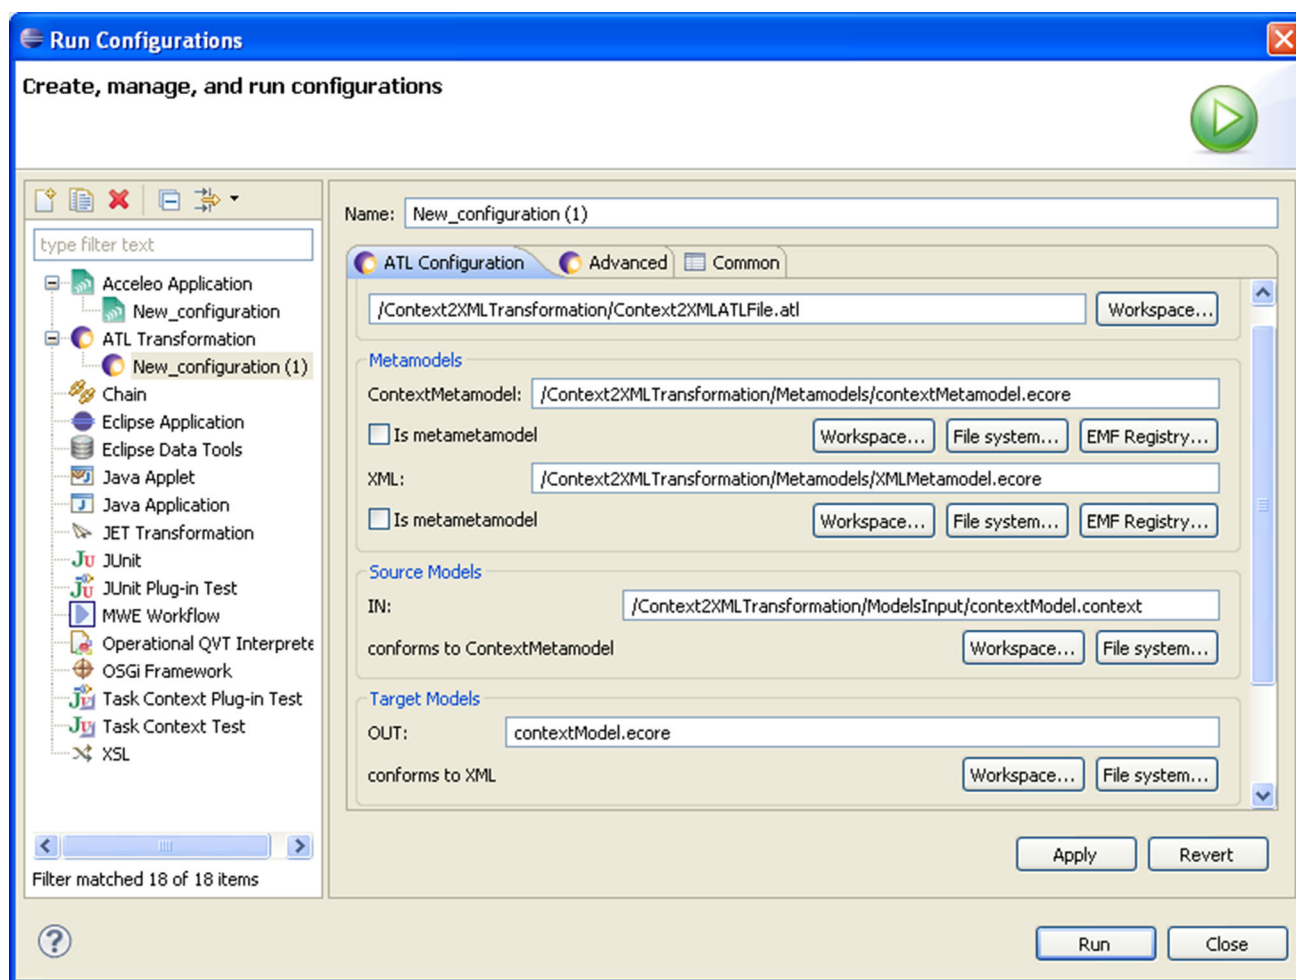 Run Configurations
Create, manage, and run configurations
type filter text
Acceleo Application
New_configuration
ATL Transformation
New_configuration (1)
Chain
Eclipse Application
Eclipse Data Tools
Java Applet
Java Application
JET Transformation
JUnit
JUnit Plug-in Test
MWE Workflow
Operational QVT Interprete
OSGi Framework
Task Context Plug-in Test
Task Context Test
XSL
Filter matched 18 of 18 items
Name: New_configuration (1)
ATL Configuration Advanced Common
/Context2XMLTransformation/Context2XMLATLFile.atl Workspace...
Metamodels
ContextMetamodel: /Context2XMLTransformation/Metamodels/contextMetamodel.ecore
Is metametamodel Workspace... File system... EMF Registry...
XML: /Context2XMLTransformation/Metamodels/XMLMetamodel.ecore
Is metametamodel Workspace... File system... EMF Registry...
Source Models
IN: /Context2XMLTransformation/ModelsInput/contextModel.context
conforms to ContextMetamodel Workspace... File system...
Target Models
OUT: contextModel.ecore
conforms to XML Workspace... File system...
Apply Revert
Run Close